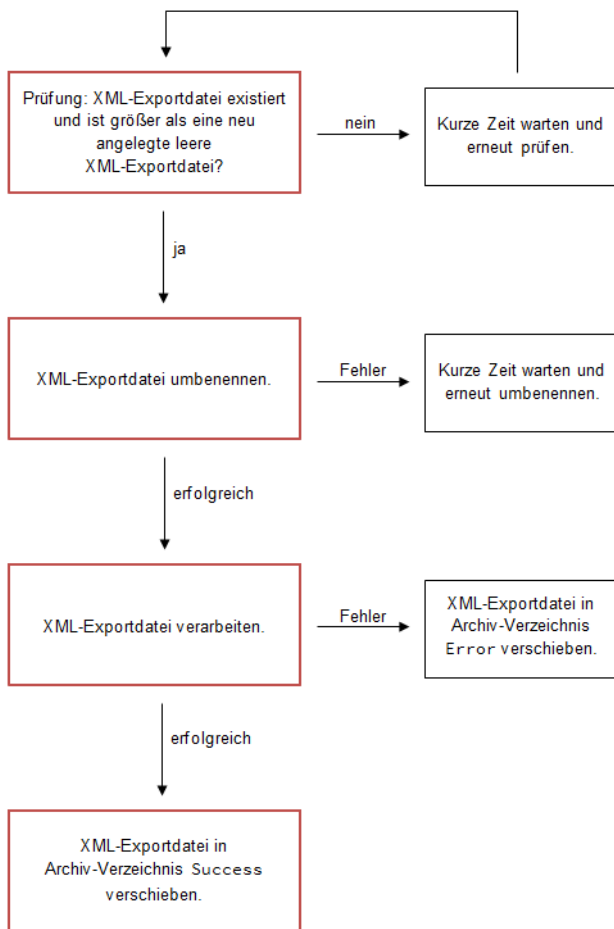 Prüfung: XML-Exportdatei existiert
und ist größer als eine neu
angelegte leere
XML-Exportdatei?
nein
Kurze Zeit warten und
erneut prüfen.
ja
XML-Exportdatei umbenennen.
Fehler
Kurze Zeit warten und
erneut umbenennen.
erfolgreich
XML-Exportdatei verarbeiten.
Fehler
XML-Exportdatei in
Archiv-Verzeichnis
Error verschieben.
erfolgreich
XML-Exportdatei in
Archiv-Verzeichnis Success
verschieben.